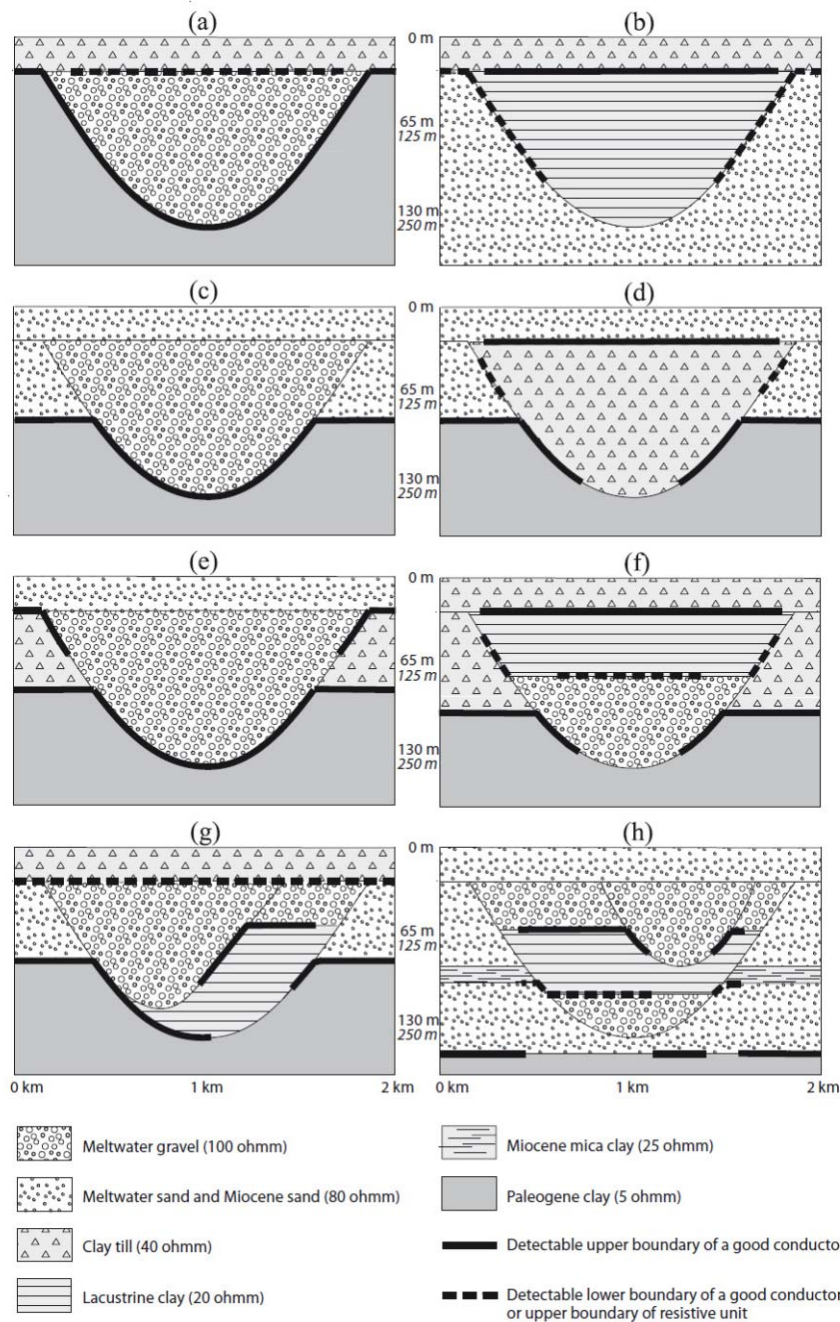 (a)
(b)
0 m
65 m
125 m
130 m
250 m
(c)
(d)
0 m
65 m
125 m
130 m
250 m
(e)
(f)
0 m
65 m
125 m
130 m
250 m
(g)
(h)
0 m
65 m
125 m
130 m
250 m
0 km 1 km 2 km 0 km 1 km 2 km
Meltwater gravel (100 ohmm)
Meltwater sand and Miocene sand (80 ohmm)
Clay till (40 ohmm)
Lacustrine clay (20 ohmm)
Miocene mica clay (25 ohmm)
Paleogene clay (5 ohmm)
Detectable upper boundary of a good conducto
Detectable lower boundary of a good conductor
or upper boundary of resistive unit